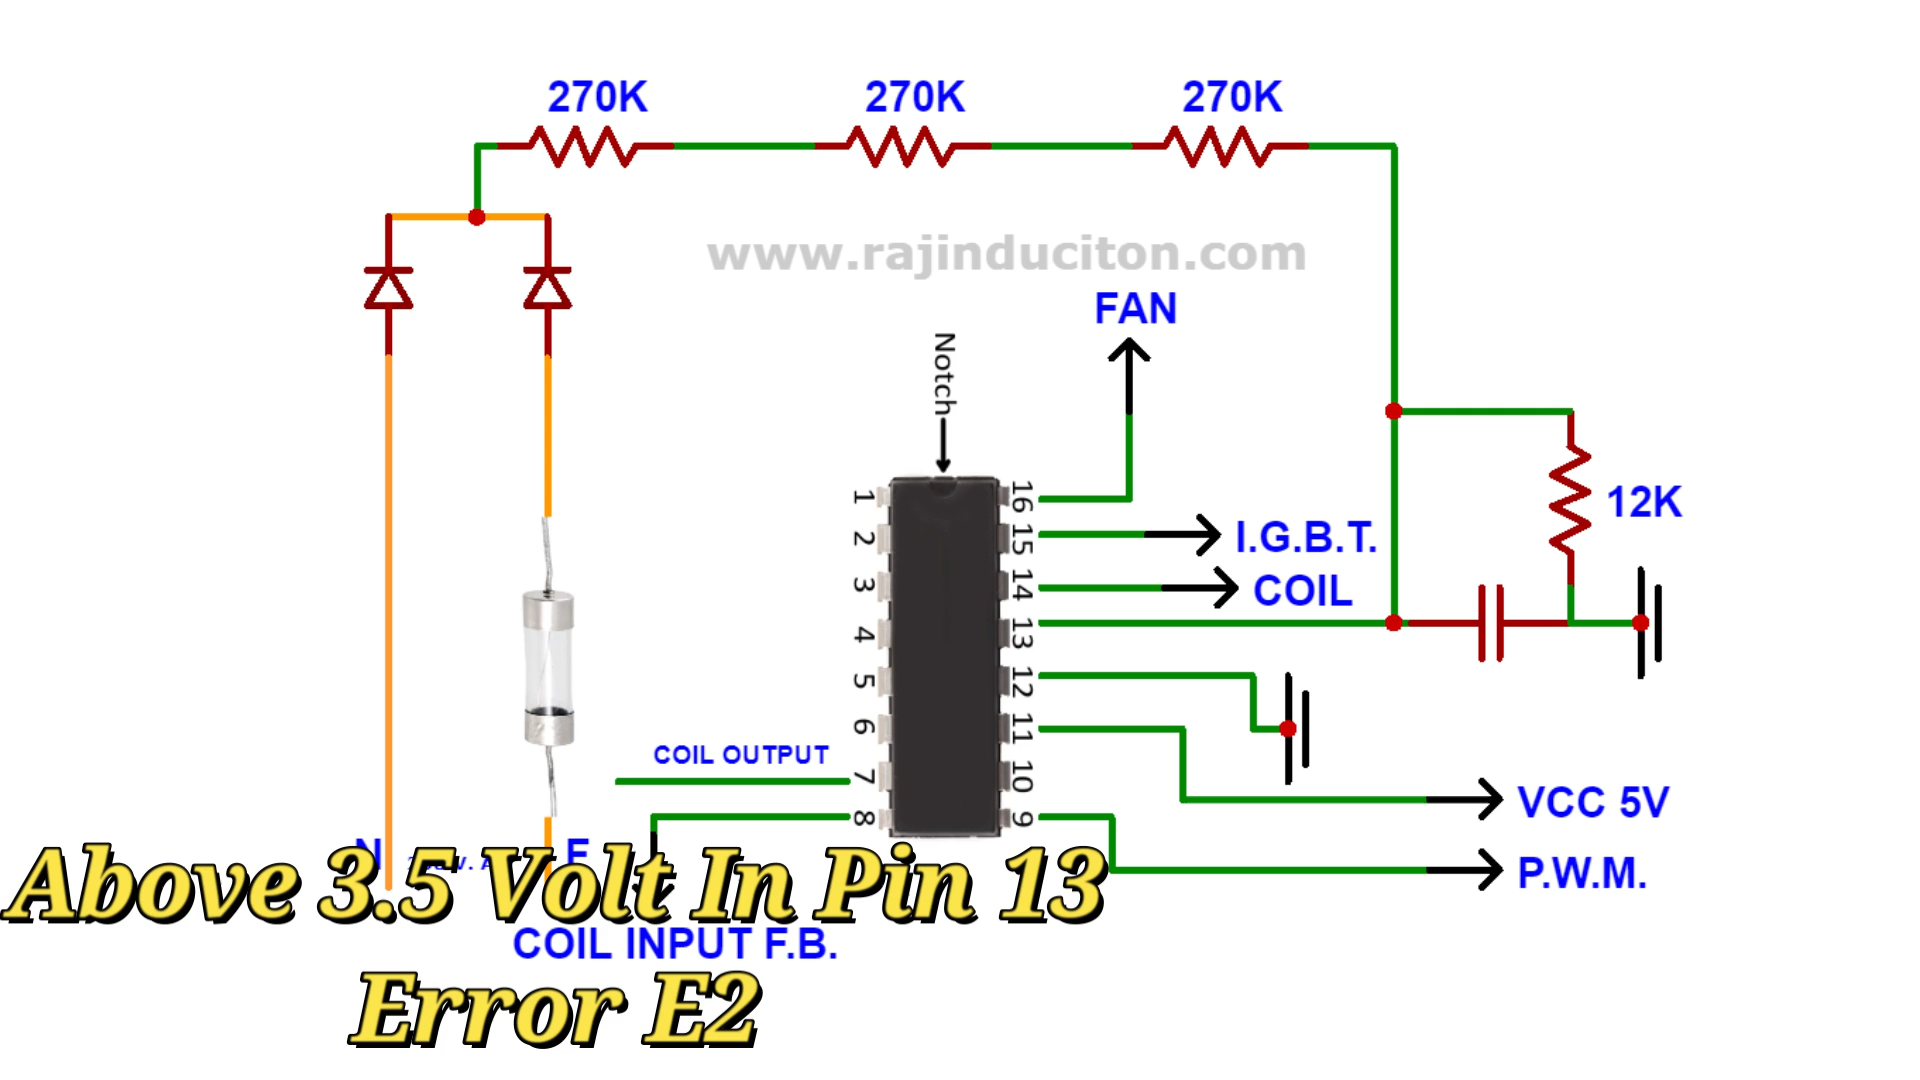 270K 270K 270K
www.rajinduciton.com
FAN
Notch
1 16
2 15 I.G.B.T.
3 14 COIL
12K
4 13
5 12
6 11
COIL OUTPUT
7 10
VCC 5V
8 9
N
P.W.M.
Above 3.5 Volt In Pin 13
COIL INPUT F.B.
Error E2